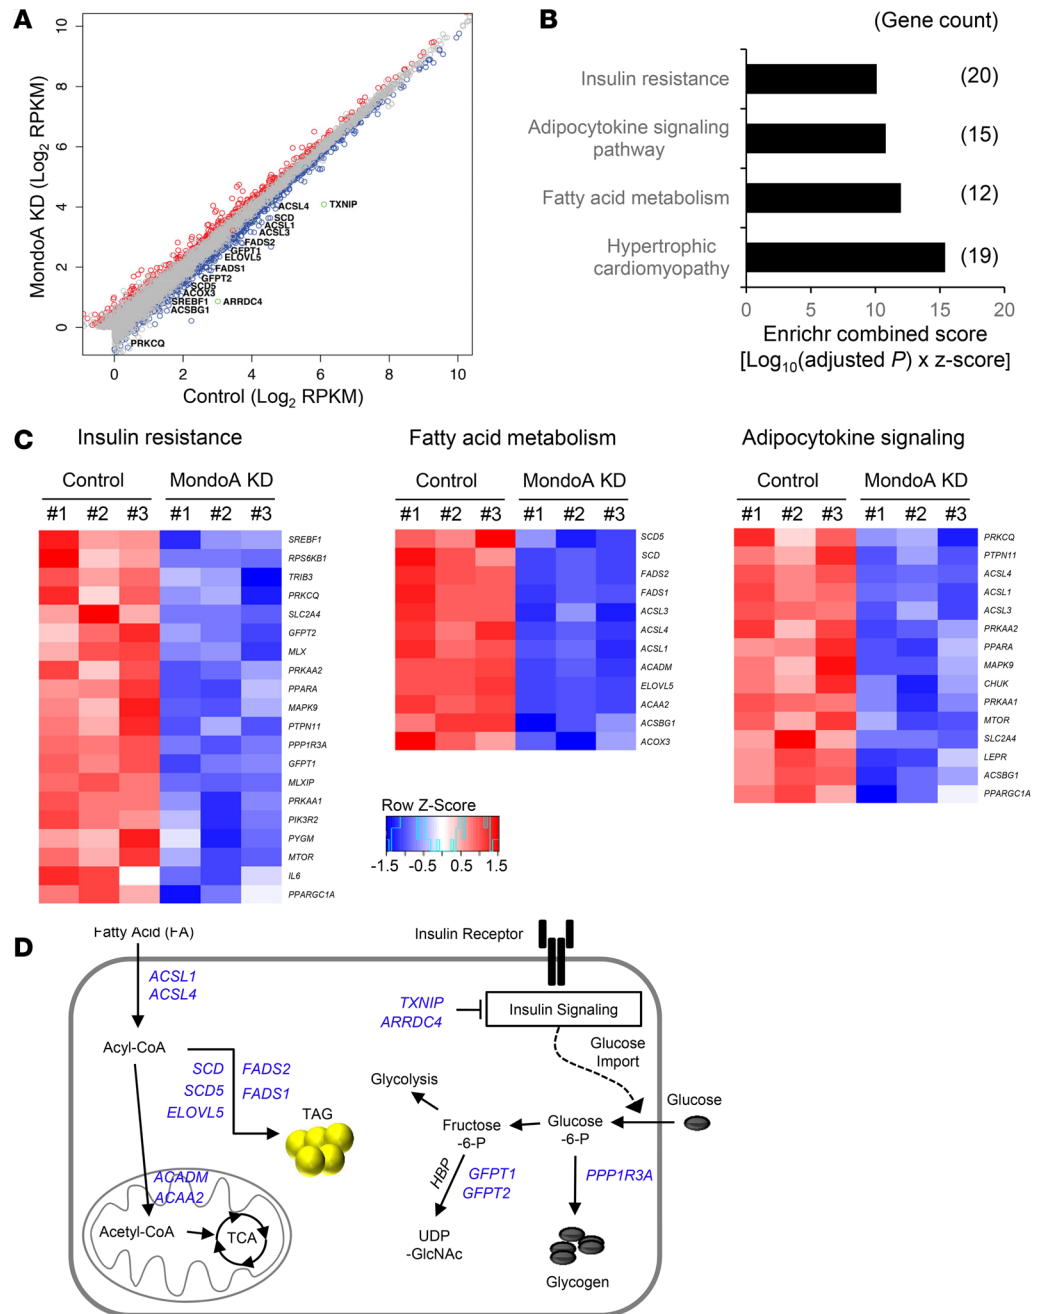 A
MondoA KD (Log2 RPKM)
10
8
6
4
2
0
0
2
4
6
8
10
Control (Log2 RPKM)
ACSL4
TXNIP
SCD
ACSL1
ACSL3
FADS2
GFPT1
ELOVL5
FADS1
GFPT2
SCD5
ACOX3
SREBF1
ARRDC4
ACSBG1
PRKCQ
B
(Gene count)
Insulin resistance
(20)
Adipocytokine signaling
pathway
(15)
Fatty acid metabolism
(12)
Hypertrophic
cardiomyopathy
(19)
0
5
10
15
20
Enrichr combined score
[Log10(adjusted P) x z-score]
C
Insulin resistance
Control
MondoA KD
#1 #2 #3 #1 #2 #3
SREBF1
RPS6KB1
TRIB3
PRKCQ
SLC2A4
GFPT2
MLX
PRKAA2
PPARA
MAPK9
PTPN11
PPP1R3A
GFPT1
MLXIP
PRKAA1
PIK3R2
PYGM
MTOR
IL6
PPARGC1A
Fatty acid metabolism
Control
MondoA KD
#1 #2 #3 #1 #2 #3
SCD5
SCD
FADS2
FADS1
ACSL3
ACSL4
ACSL1
ACADM
ELOVL5
ACAA2
ACSBG1
ACOX3
Row Z-Score
-1.5 -0.5 0.5 1.5
Adipocytokine signaling
Control
MondoA KD
#1 #2 #3 #1 #2 #3
PRKCQ
PTPN11
ACSL4
ACSL1
ACSL3
PRKAA2
PPARA
MAPK9
CHUK
PRKAA1
MTOR
SLC2A4
LEPR
ACSBG1
PPARGC1A
D
Fatty Acid (FA)
ACSL1
ACSL4
Acyl-CoA
SCD
SCD5
ELOVL5
FADS2
FADS1
TAG
ACADM
ACAA2
Acetyl-CoA
TCA
Insulin Receptor
TXNIP
ARRDC4
Insulin Signaling
Glucose
Import
Glucose
Glycolysis
Fructose
-6-P
Glucose
-6-P
HBP
GFPT1
GFPT2
PPP1R3A
UDP
-GlcNAc
Glycogen